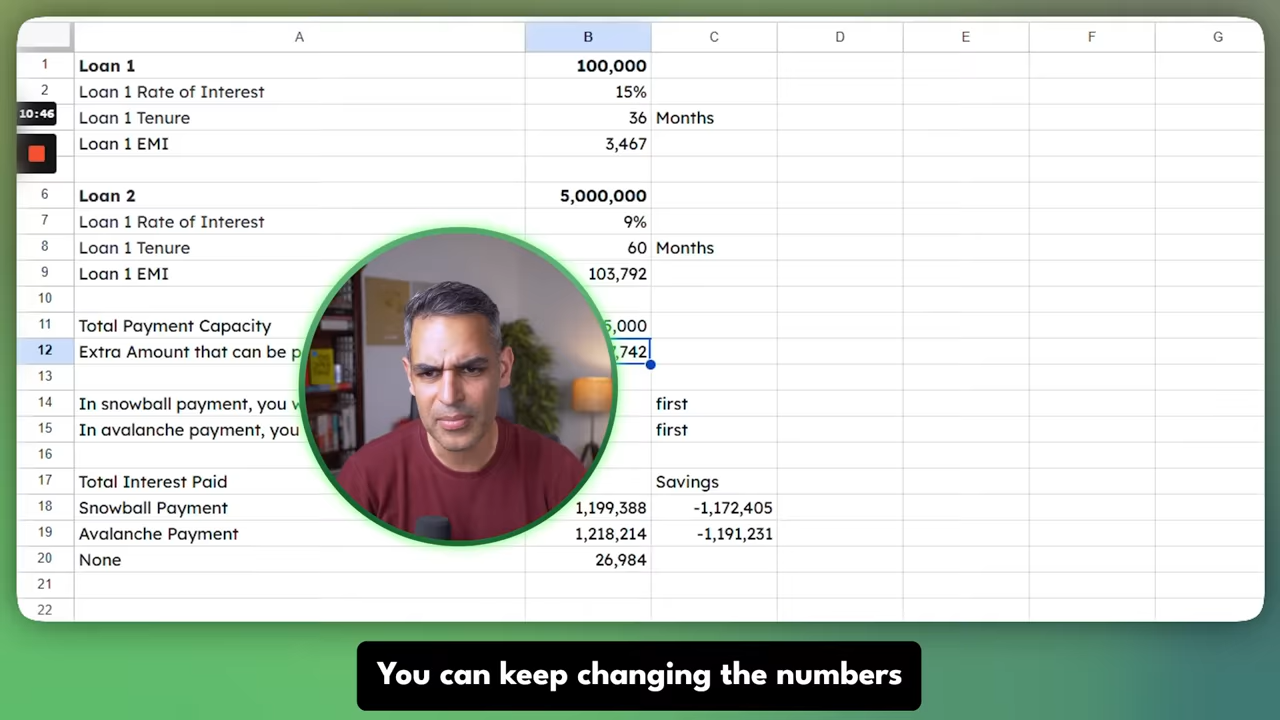 A B C D E F G
1 Loan 1 100,000
2 Loan 1 Rate of Interest 15%
10:46 Loan 1 Tenure 36 Months
Loan 1 EMI 3,467
6 Loan 2 5,000,000
7 Loan 1 Rate of Interest 9%
8 Loan 1 Tenure 60 Months
9 Loan 1 EMI 103,792
10
11 Total Payment Capacity 5,000
12 Extra Amount that can be ,742
13
14 In snowball payment, you first
15 In avalanche payment, you first
16
17 Total Interest Paid Savings
18 Snowball Payment 1,199,388 -1,172,405
19 Avalanche Payment 1,218,214 -1,191,231
20 None 26,984
21
22
You can keep changing the numbers